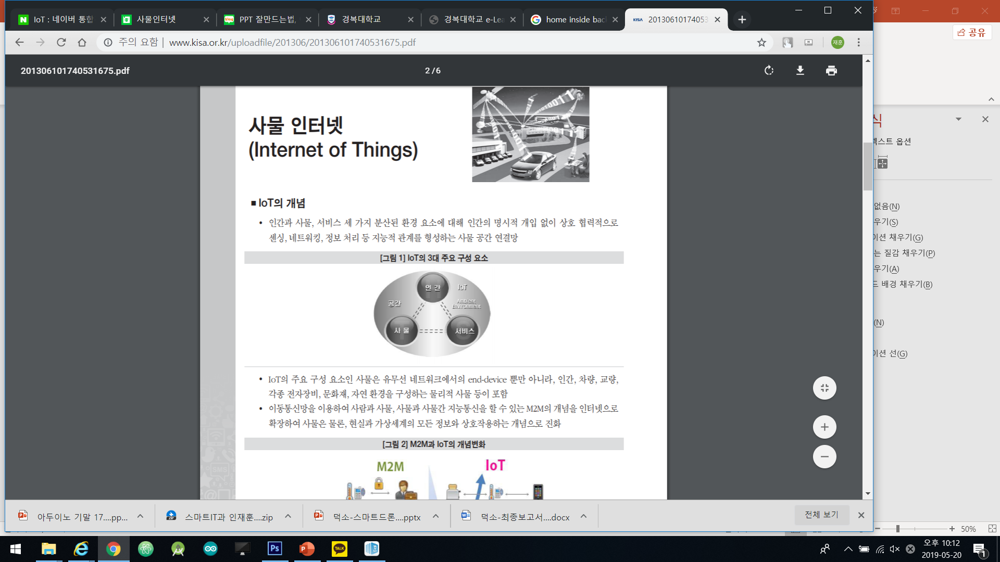 IoT : 네이버 통합
사물인터넷
PPT 잘만드는법,
경복대학교
경복대학교 e-Lea
home inside bac
KISA
20130610174053
주의 요함
www.kisa.or.kr/uploadfile/201306/201306101740531675.pdf
재훈
공유
201306101740531675.pdf
2 / 6
사물 인터넷
(Internet of Things)
■ IoT의 개념
• 인간과 사물, 서비스 세 가지 분산된 환경 요소에 대해 인간의 명시적 개입 없이 상호 협력적으로
센싱, 네트워킹, 정보 처리 등 지능적 관계를 형성하는 사물 공간 연결망
[그림 1] IoT의 3대 주요 구성 요소
인 간
IoT
공간
Ambient
Environment
사 물
서비스
• IoT의 주요 구성 요소인 사물은 유무선 네트워크에서의 end-device 뿐만 아니라, 인간, 차량, 교량,
각종 전자장비, 문화재, 자연 환경을 구성하는 물리적 사물 등이 포함
• 이동통신망을 이용하여 사람과 사물, 사물과 사물간 지능통신을 할 수 있는 M2M의 개념을 인터넷으로
확장하여 사물은 물론, 현실과 가상세계의 모든 정보와 상호작용하는 개념으로 진화
[그림 2] M2M과 IoT의 개념변화
M2M
IoT
SMS
식
텍스트 옵션
없음(N)
우기(S)
이션 채우기(G)
는 질감 채우기(P)
우기(A)
드 배경 채우기(B)
(N)
이션 선(G)
아두이노 기말 17....pp...
스마트IT과 인재훈....zip
덕소-스마트드론....pptx
덕소-최종보고서....docx
전체 보기
50%
Ps
TALK
오후 10:12
2019-05-20
1